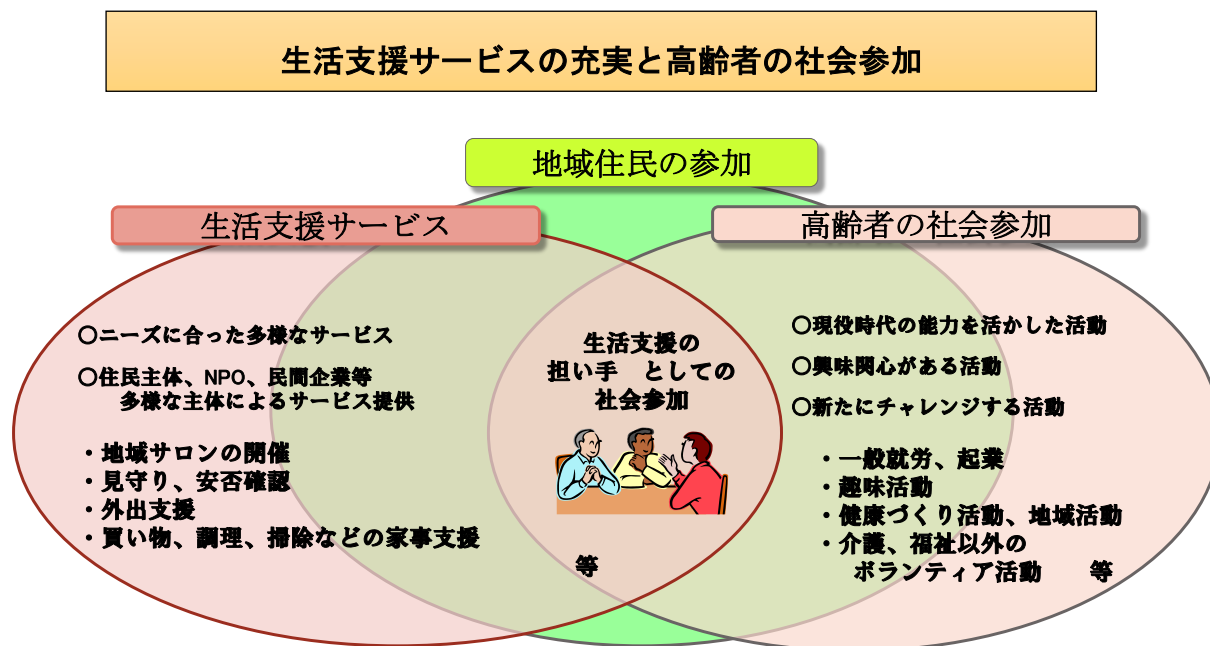 生活支援サービスの充実と高齢者の社会参加
地域住民の参加
生活支援サービス
高齢者の社会参加
〇ニーズに合った多様なサービス
〇住民主体、NPO、民間企業等
多様な主体によるサービス提供
・地域サロンの開催
・見守り、安否確認
・外出支援
・買い物、調理、掃除などの家事支援
等
生活支援の
担い手　としての
社会参加
〇現役時代の能力を活かした活動
〇興味関心がある活動
〇新たにチャレンジする活動
・一般就労、起業
・趣味活動
・健康づくり活動、地域活動
・介護、福祉以外の
ボランティア活動　　等